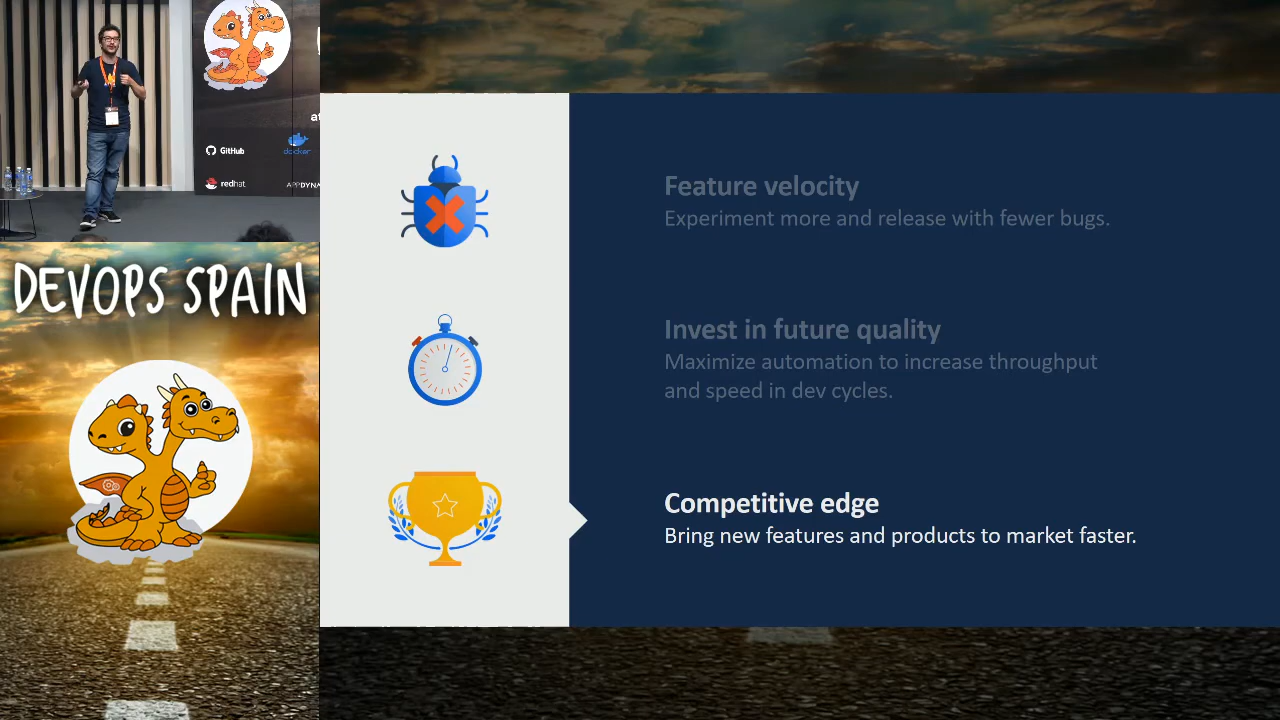 GitHub
docker
redhat
DEVOPS SPAIN
Feature velocity
Experiment more and release with fewer bugs.
Invest in future quality
Maximize automation to increase throughput
and speed in dev cycles.
Competitive edge
Bring new features and products to market faster.